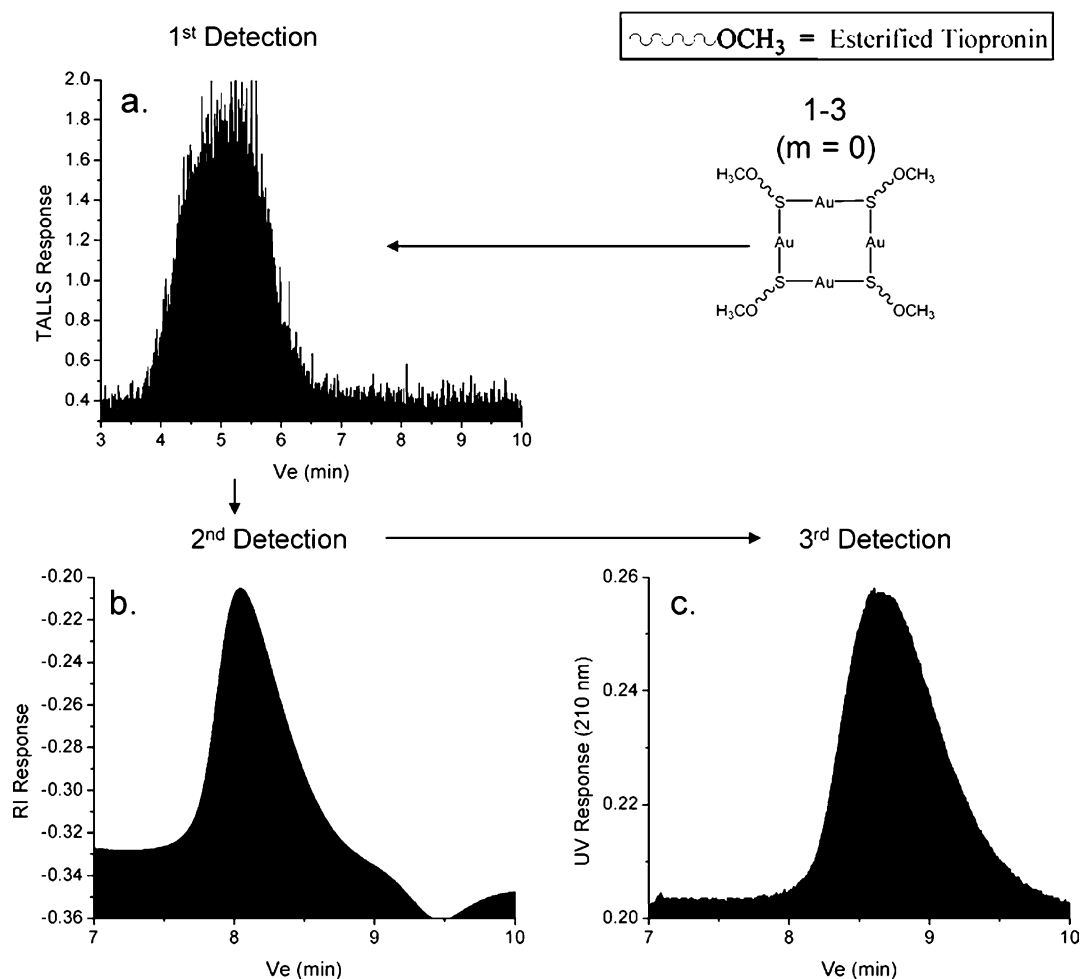 1st Detection
OCH3 = Esterified Tiopronin
a.
2.0
1.8
1.6
1.4
1.2
1.0
0.8
0.6
0.4
TALLS Response
3 4 5 6 7 8 9 10
Ve (min)
1-3
(m = 0)
H3CO OCH3
S Au S
Au Au
S Au S
H3CO OCH3
2nd Detection
3rd Detection
b.
-0.20
-0.22
-0.24
-0.26
-0.28
-0.30
-0.32
-0.34
-0.36
RI Response
7 8 9 10
Ve (min)
c.
0.26
0.24
0.22
0.20
UV Response (210 nm)
7 8 9 10
Ve (min)